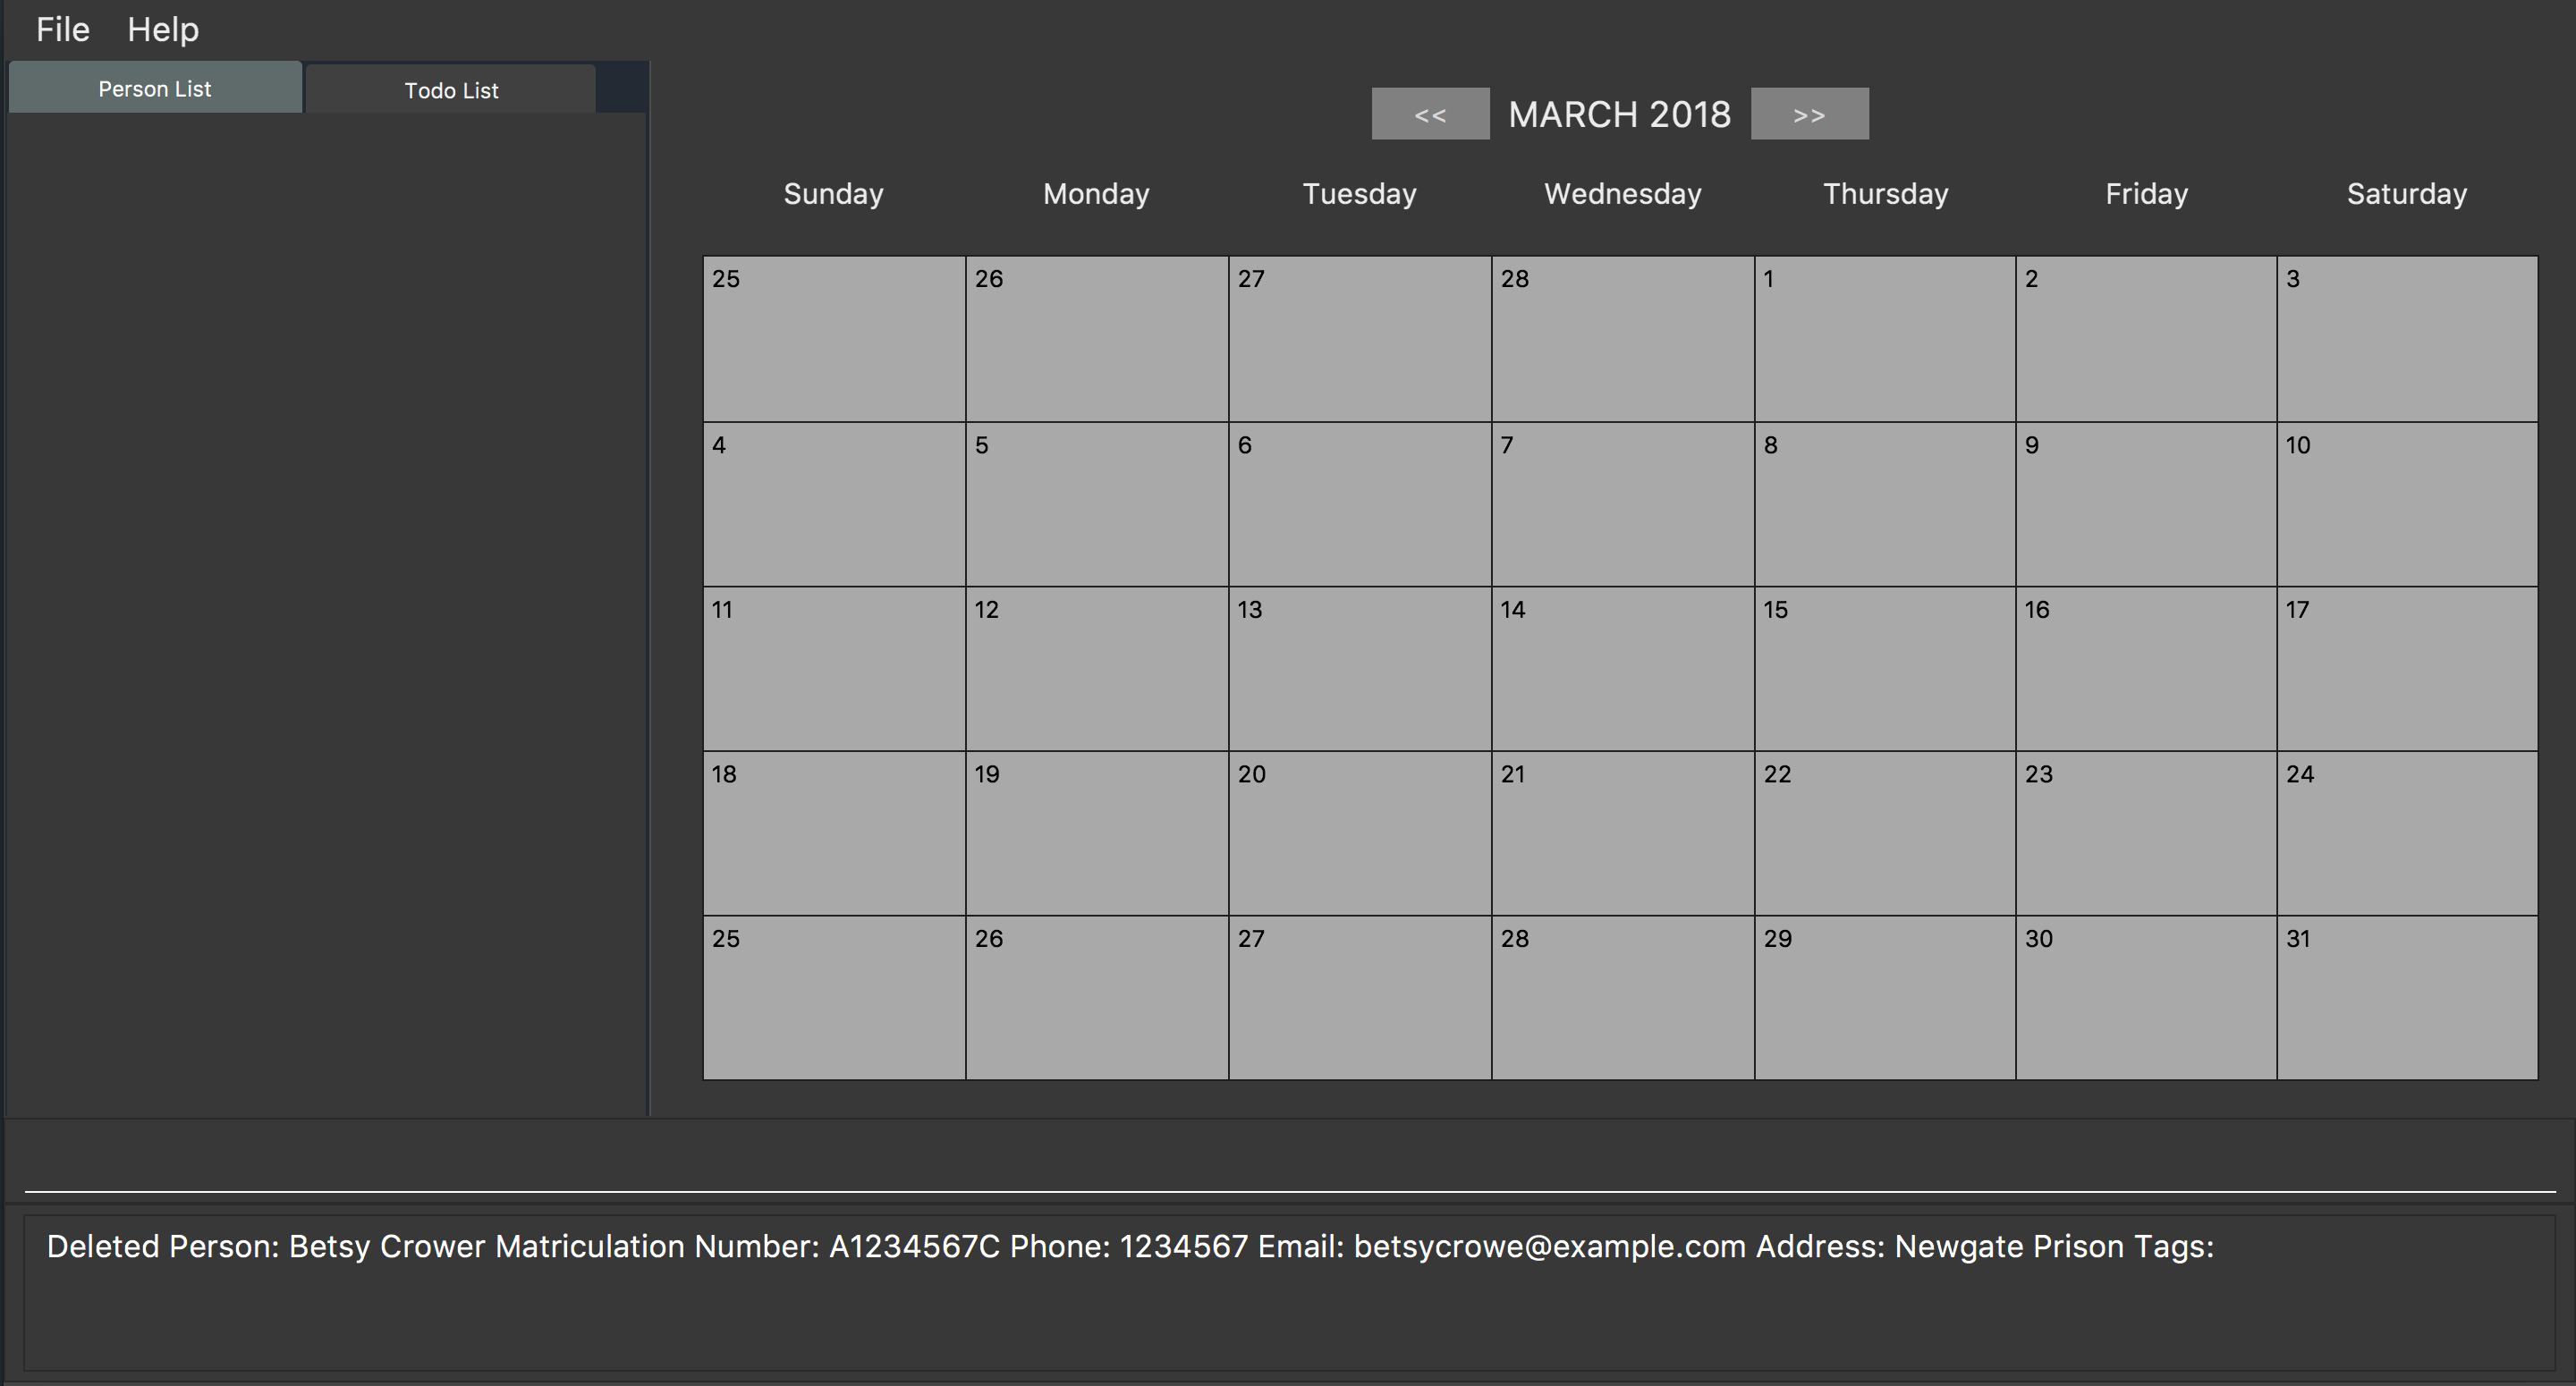 File Help
Person List Todo List
<< MARCH 2018 >>
Sunday Monday Tuesday Wednesday Thursday Friday Saturday
25 26 27 28 1 2 3
4 5 6 7 8 9 10
11 12 13 14 15 16 17
18 19 20 21 22 23 24
25 26 27 28 29 30 31
Deleted Person: Betsy Crower Matriculation Number: A1234567C Phone: 1234567 Email: betsycrowe@example.com Address: Newgate Prison Tags: